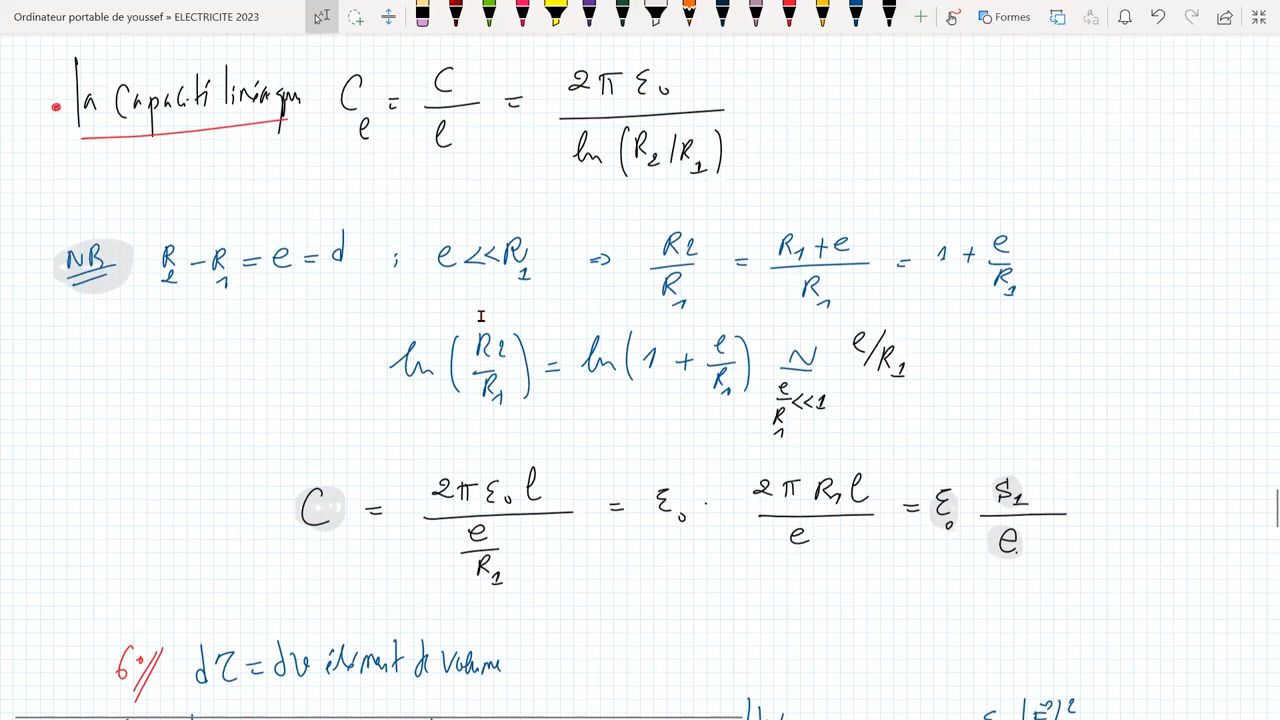 Ordinateur portable de youssef » ELECTRICITE 2023 Formes
• la Capacité linéique C_l = C/l = 2π ε₀ / ln (R₂/R₁)
NB R₂ - R₁ = e = d ; e << R₁ => R2/R₁ = (R₁+e)/R₁ = 1 + e/R₁
ln (R2/R₁) = ln (1 + e/R₁) ~ e/R₁
e/R₁ << 1
C = 2π ε₀ l / (e/R₁) = ε₀ . 2π R₁ l / e = ε₀ S₁/e
6°// dτ = dv élément de volume